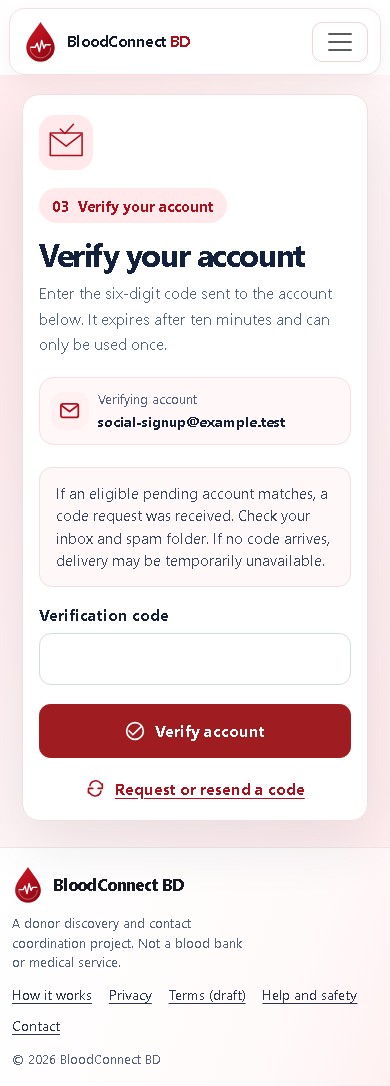 BloodConnect BD
03 Verify your account
Verify your account
Enter the six-digit code sent to the account
below. It expires after ten minutes and can
only be used once.
Verifying account
social-signup@example.test
If an eligible pending account matches, a
code request was received. Check your
inbox and spam folder. If no code arrives,
delivery may be temporarily unavailable.
Verification code
Verify account
Request or resend a code
BloodConnect BD
A donor discovery and contact
coordination project. Not a blood bank
or medical service.
How it works Privacy Terms (draft) Help and safety
Contact
© 2026 BloodConnect BD